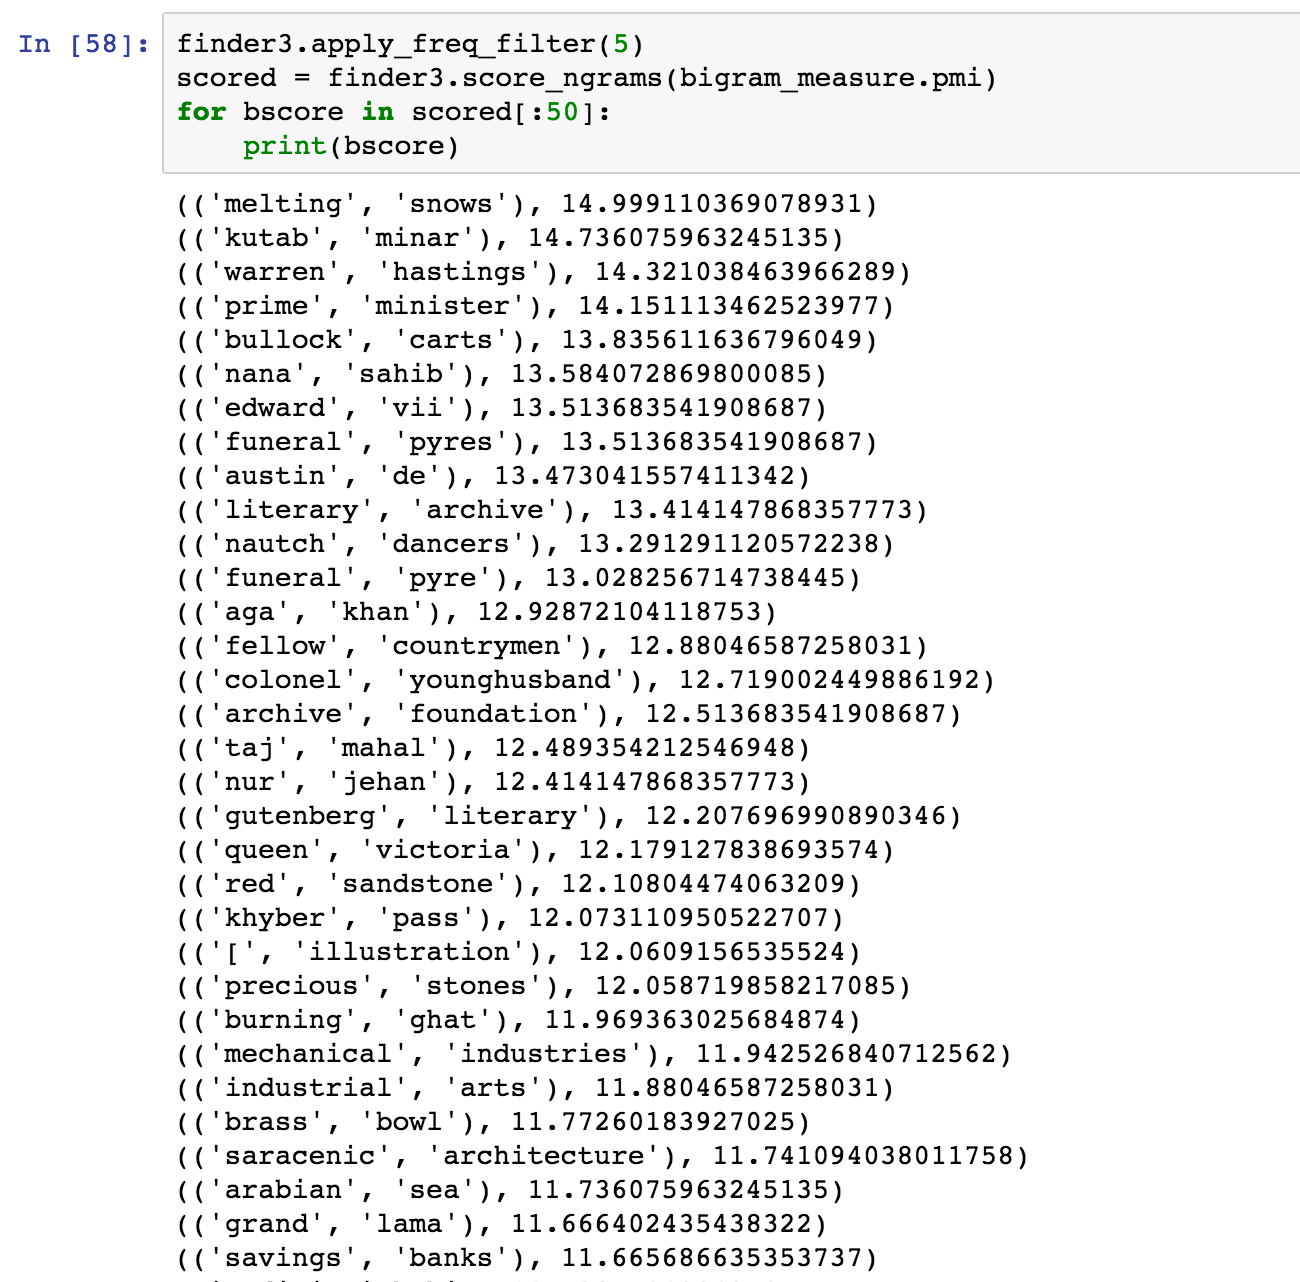 In [58]: finder3.apply_freq_filter(5)
scored = finder3.score_ngrams(bigram_measure.pmi)
for bscore in scored[:50]:
    print(bscore)
(('melting', 'snows'), 14.999110369078931)
(('kutab', 'minar'), 14.736075963245135)
(('warren', 'hastings'), 14.321038463966289)
(('prime', 'minister'), 14.151113462523977)
(('bullock', 'carts'), 13.835611636796049)
(('nana', 'sahib'), 13.584072869800085)
(('edward', 'vii'), 13.513683541908687)
(('funeral', 'pyres'), 13.513683541908687)
(('austin', 'de'), 13.473041557411342)
(('literary', 'archive'), 13.414147868357773)
(('nautch', 'dancers'), 13.291291120572238)
(('funeral', 'pyre'), 13.028256714738445)
(('aga', 'khan'), 12.92872104118753)
(('fellow', 'countrymen'), 12.88046587258031)
(('colonel', 'younghusband'), 12.719002449886192)
(('archive', 'foundation'), 12.513683541908687)
(('taj', 'mahal'), 12.489354212546948)
(('nur', 'jehan'), 12.414147868357773)
(('gutenberg', 'literary'), 12.207696990890346)
(('queen', 'victoria'), 12.179127838693574)
(('red', 'sandstone'), 12.10804474063209)
(('khyber', 'pass'), 12.073110950522707)
(('[', 'illustration'), 12.0609156535524)
(('precious', 'stones'), 12.058719858217085)
(('burning', 'ghat'), 11.969363025684874)
(('mechanical', 'industries'), 11.942526840712562)
(('industrial', 'arts'), 11.88046587258031)
(('brass', 'bowl'), 11.77260183927025)
(('saracenic', 'architecture'), 11.741094038011758)
(('arabian', 'sea'), 11.736075963245135)
(('grand', 'lama'), 11.666402435438322)
(('savings', 'banks'), 11.665686635353737)